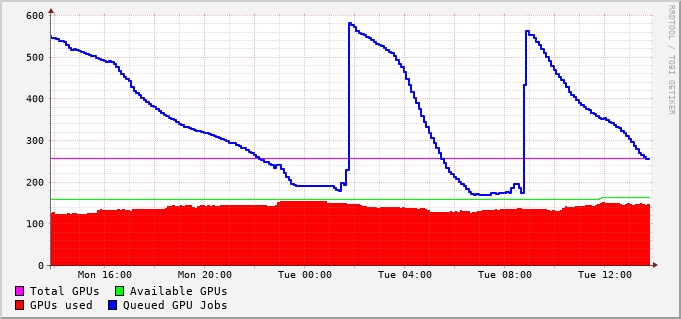 600
500
400
300
200
100
0
Mon 16:00 Mon 20:00 Tue 00:00 Tue 04:00 Tue 08:00 Tue 12:00
Total GPUs Available GPUs
GPUs used Queued GPU Jobs
RRDTOOL / TOBI OETIKER